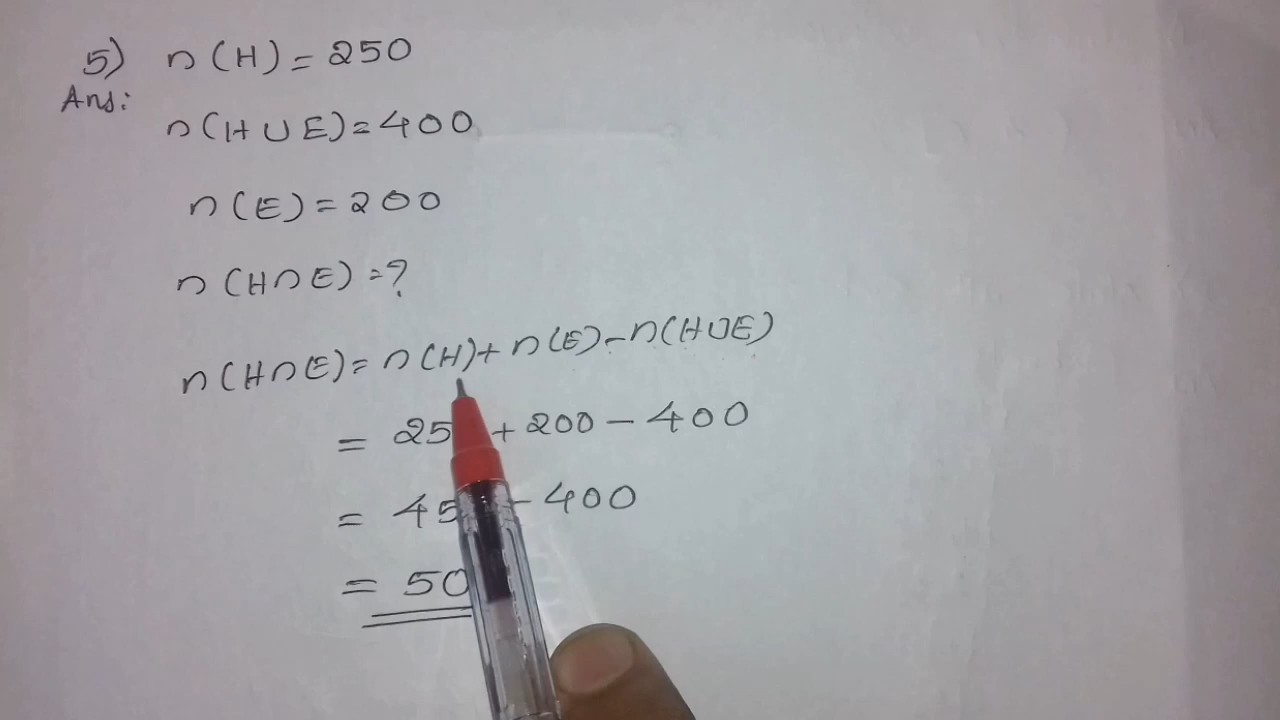 5) n(H) = 250
Ans:
n(H∪E) = 400
n(E) = 200
n(H∩E) = ?
n(H∩E) = n(H) + n(E) - n(H∪E)
= 25 + 200 - 400
= 45 - 400
= 50